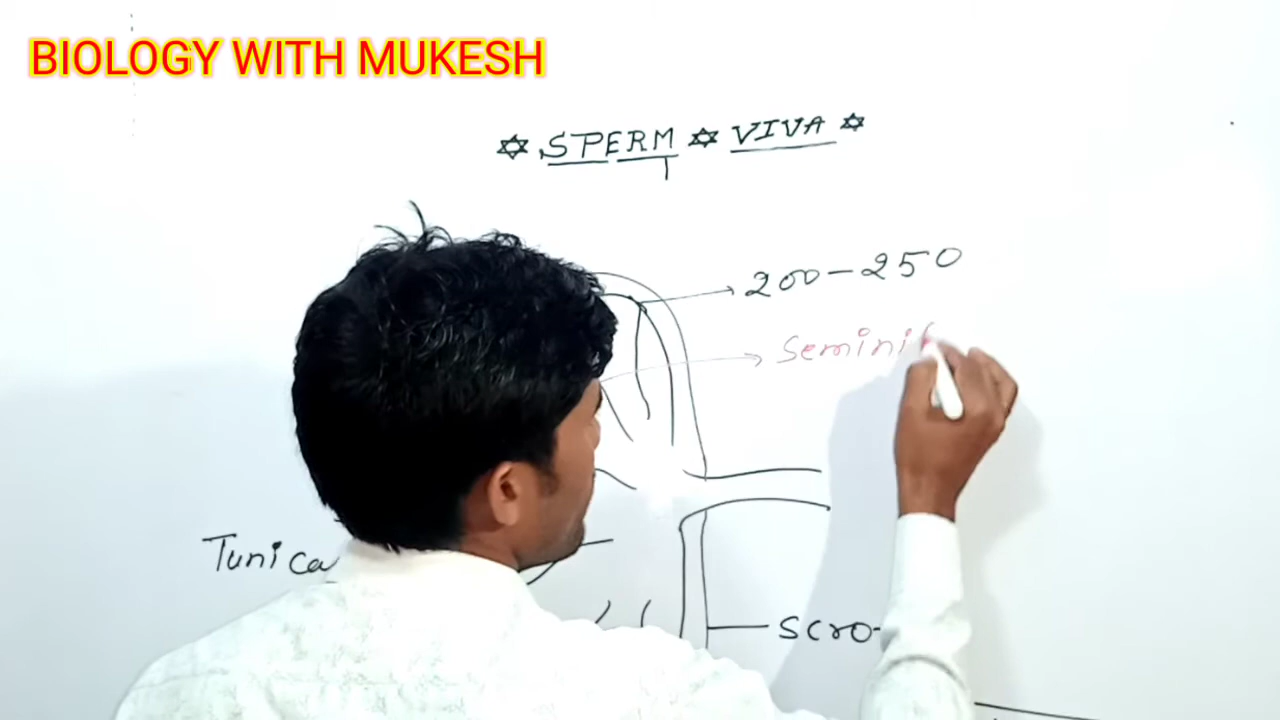 BIOLOGY WITH MUKESH
✡ SPERM ✡ VIVA ✡
200-250
Semini
Tunica
Scro